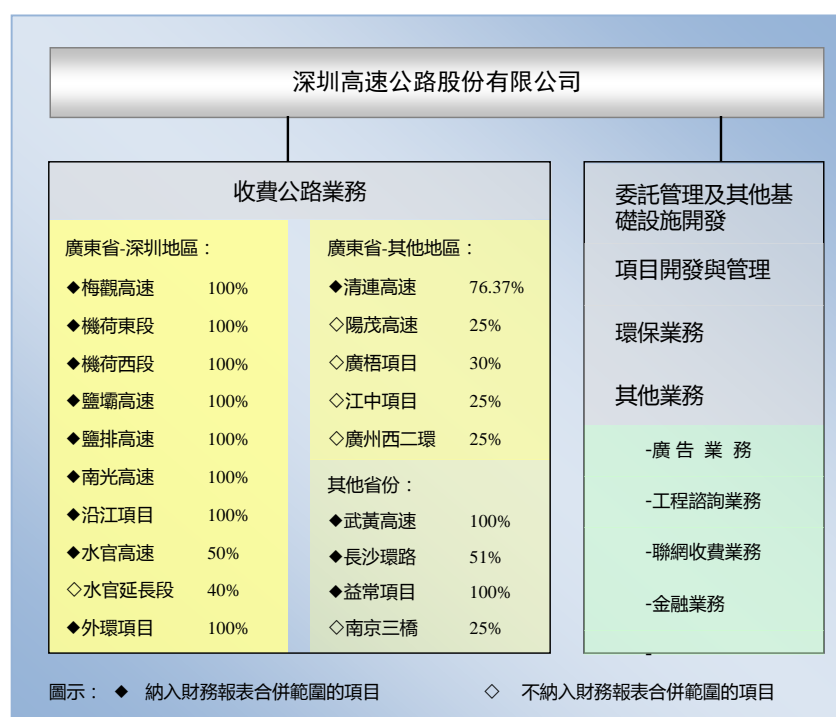 深圳高速公路股份有限公司
收費公路業務
廣東省-深圳地區：
◆梅觀高速 100%
◆機荷東段 100%
◆機荷西段 100%
◆鹽壩高速 100%
◆鹽排高速 100%
◆南光高速 100%
◆沿江項目 100%
◆水官高速 50%
◇水官延長段 40%
◆外環項目 100%
廣東省-其他地區：
◆清連高速 76.37%
◇陽茂高速 25%
◇廣梧項目 30%
◇江中項目 25%
◇廣州西二環 25%
其他省份：
◆武黃高速 100%
◆長沙環路 51%
◆益常項目 100%
◇南京三橋 25%
委託管理及其他基
礎設施開發
項目開發與管理
環保業務
其他業務
-廣告業務
-工程諮詢業務
-聯網收費業務
-金融業務
-
圖示：◆ 納入財務報表合併範圍的項目 ◇ 不納入財務報表合併範圍的項目